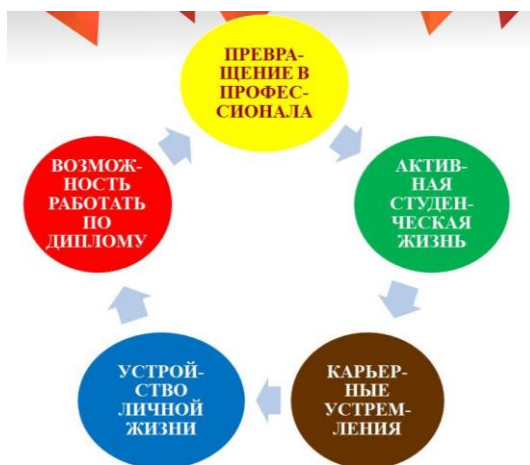 ПРЕВРА-
ЩЕНИЕ В
ПРОФЕС-
СИОНАЛА
АКТИВ-
НАЯ
СТУДЕН-
ЧЕСКАЯ
ЖИЗНЬ
КАРЬЕР-
НЫЕ
УСТРЕМ-
ЛЕНИЯ
УСТРОЙ-
СТВО
ЛИЧНОЙ
ЖИЗНИ
ВОЗМОЖ-
НОСТЬ
РАБОТАТЬ
ПО
ДИПЛОМУ